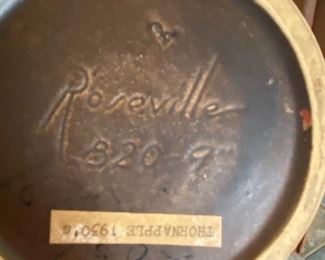 Roseville
820-9"
THORNAPPLE 1930's